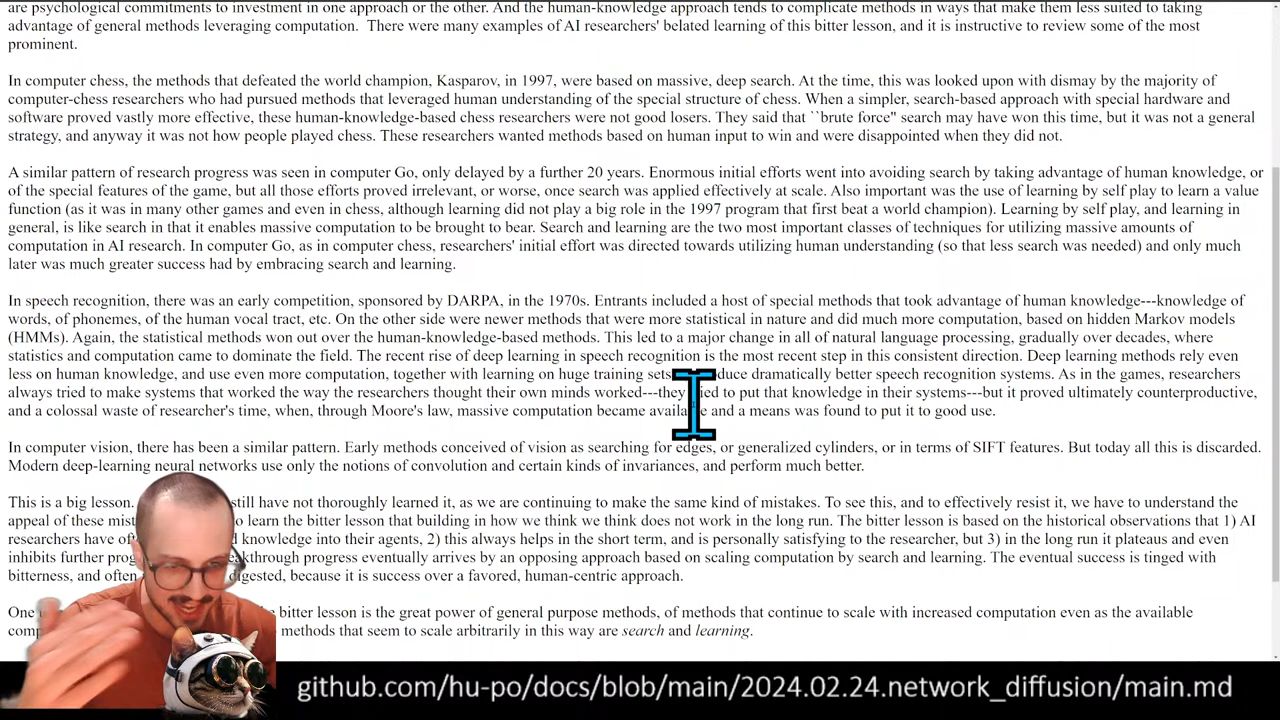 are psychological commitments to investment in one approach or the other. And the human-knowledge approach tends to complicate methods in ways that make them less suited to taking
advantage of general methods leveraging computation.  There were many examples of AI researchers' belated learning of this bitter lesson, and it is instructive to review some of the most
prominent.
In computer chess, the methods that defeated the world champion, Kasparov, in 1997, were based on massive, deep search. At the time, this was looked upon with dismay by the majority of
computer-chess researchers who had pursued methods that leveraged human understanding of the special structure of chess. When a simpler, search-based approach with special hardware and
software proved vastly more effective, these human-knowledge-based chess researchers were not good losers. They said that ``brute force" search may have won this time, but it was not a general
strategy, and anyway it was not how people played chess. These researchers wanted methods based on human input to win and were disappointed when they did not.
A similar pattern of research progress was seen in computer Go, only delayed by a further 20 years. Enormous initial efforts went into avoiding search by taking advantage of human knowledge, or
of the special features of the game, but all those efforts proved irrelevant, or worse, once search was applied effectively at scale. Also important was the use of learning by self play to learn a value
function (as it was in many other games and even in chess, although learning did not play a big role in the 1997 program that first beat a world champion). Learning by self play, and learning in
general, is like search in that it enables massive computation to be brought to bear. Search and learning are the two most important classes of techniques for utilizing massive amounts of
computation in AI research. In computer Go, as in computer chess, researchers' initial effort was directed towards utilizing human understanding (so that less search was needed) and only much
later was much greater success had by embracing search and learning.
In speech recognition, there was an early competition, sponsored by DARPA, in the 1970s. Entrants included a host of special methods that took advantage of human knowledge---knowledge of
words, of phonemes, of the human vocal tract, etc. On the other side were newer methods that were more statistical in nature and did much more computation, based on hidden Markov models
(HMMs). Again, the statistical methods won out over the human-knowledge-based methods. This led to a major change in all of natural language processing, gradually over decades, where
statistics and computation came to dominate the field. The recent rise of deep learning in speech recognition is the most recent step in this consistent direction. Deep learning methods rely even
less on human knowledge, and use even more computation, together with learning on huge training sets duce dramatically better speech recognition systems. As in the games, researchers
always tried to make systems that worked the way the researchers thought their own minds worked---they ied to put that knowledge in their systems---but it proved ultimately counterproductive,
and a colossal waste of researcher's time, when, through Moore's law, massive computation became available and a means was found to put it to good use.
In computer vision, there has been a similar pattern. Early methods conceived of vision as searching for edges, or generalized cylinders, or in terms of SIFT features. But today all this is discarded.
Modern deep-learning neural networks use only the notions of convolution and certain kinds of invariances, and perform much better.
This is a big lesson. still have not thoroughly learned it, as we are continuing to make the same kind of mistakes. To see this, and to effectively resist it, we have to understand the
appeal of these mist o learn the bitter lesson that building in how we think we think does not work in the long run. The bitter lesson is based on the historical observations that 1) AI
researchers have of knowledge into their agents, 2) this always helps in the short term, and is personally satisfying to the researcher, but 3) in the long run it plateaus and even
inhibits further prog kthrough progress eventually arrives by an opposing approach based on scaling computation by search and learning. The eventual success is tinged with
bitterness, and often digested, because it is success over a favored, human-centric approach.
One bitter lesson is the great power of general purpose methods, of methods that continue to scale with increased computation even as the available
comp methods that seem to scale arbitrarily in this way are search and learning.
github.com/hu-po/docs/blob/main/2024.02.24.network_diffusion/main.md